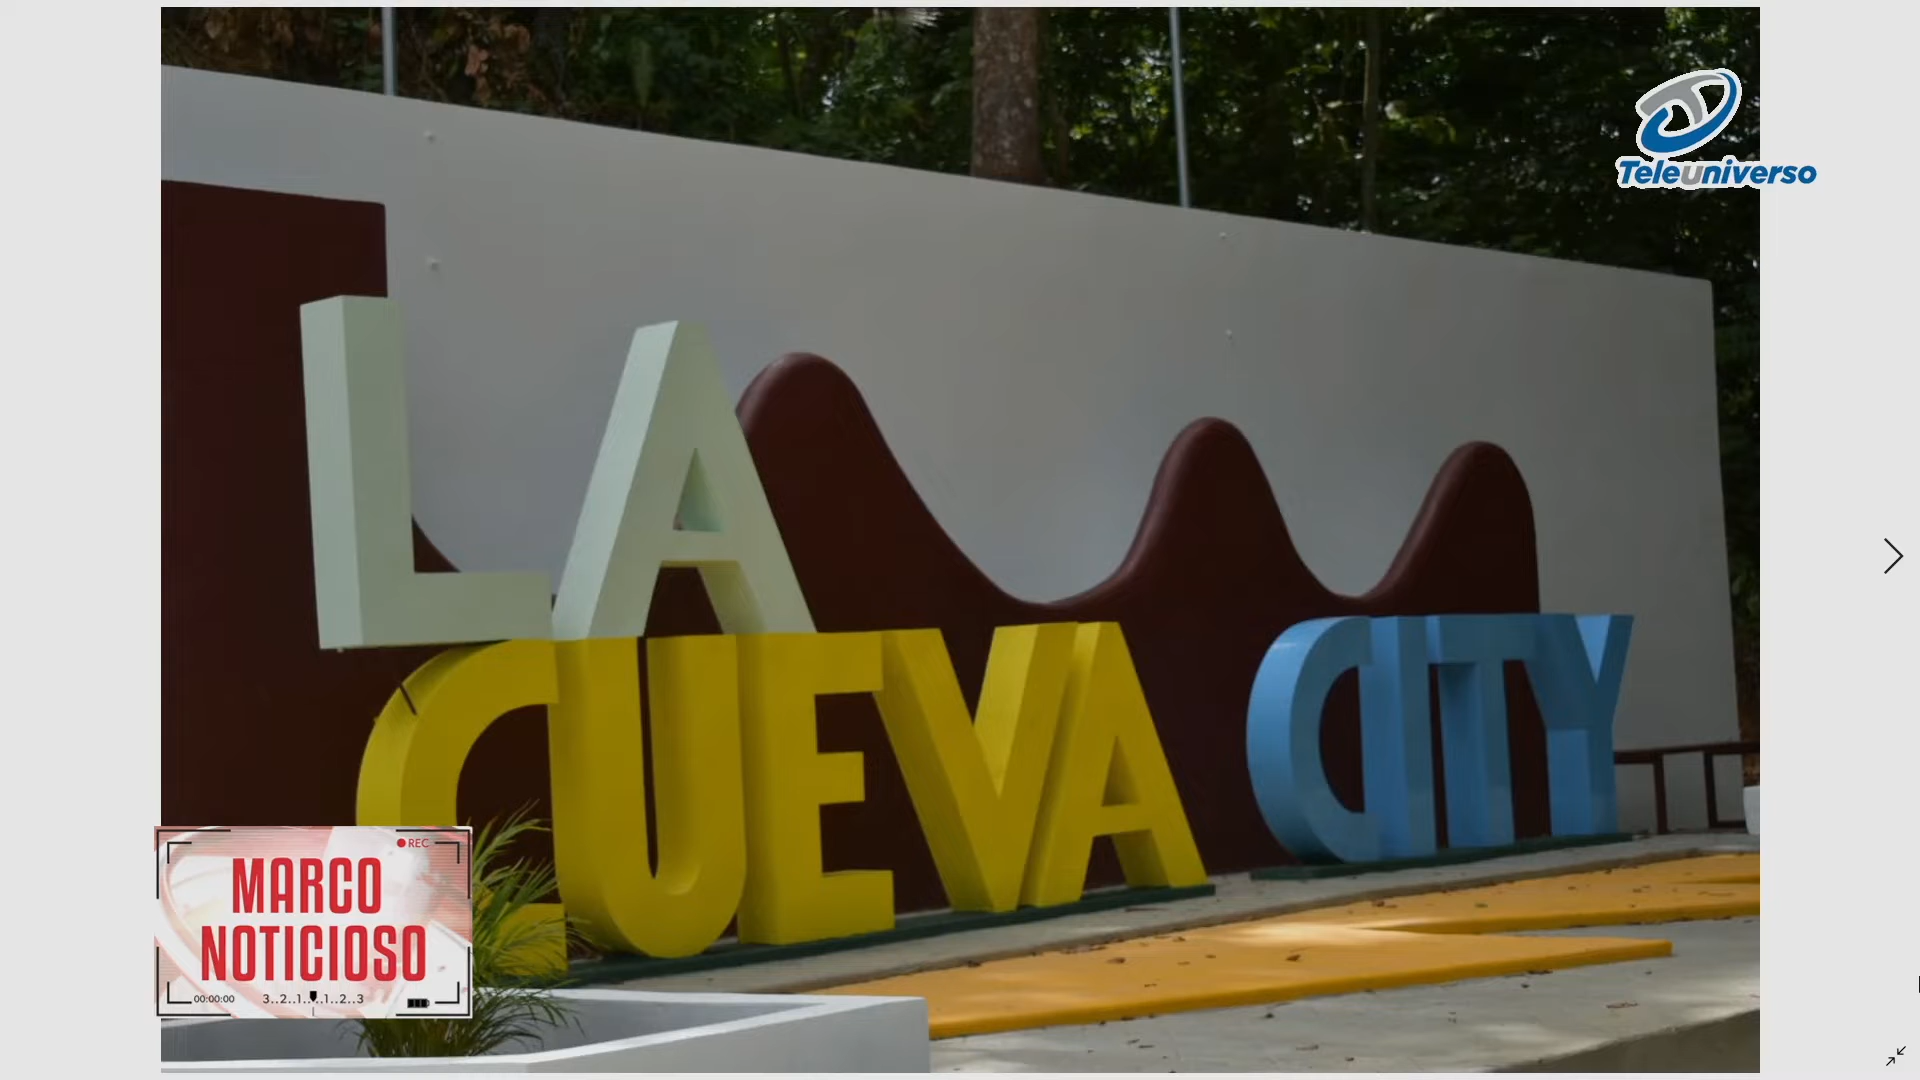 Teleuniverso
LA
CUEVA CITY
REC
MARCO
NOTICIOSO
00:00:00
3..2..1..1..2..3